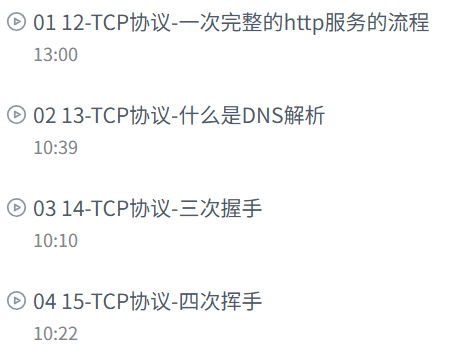 01 12-TCP协议-一次完整的http服务的流程
13:00
02 13-TCP协议-什么是DNS解析
10:39
03 14-TCP协议-三次握手
10:10
04 15-TCP协议-四次挥手
10:22